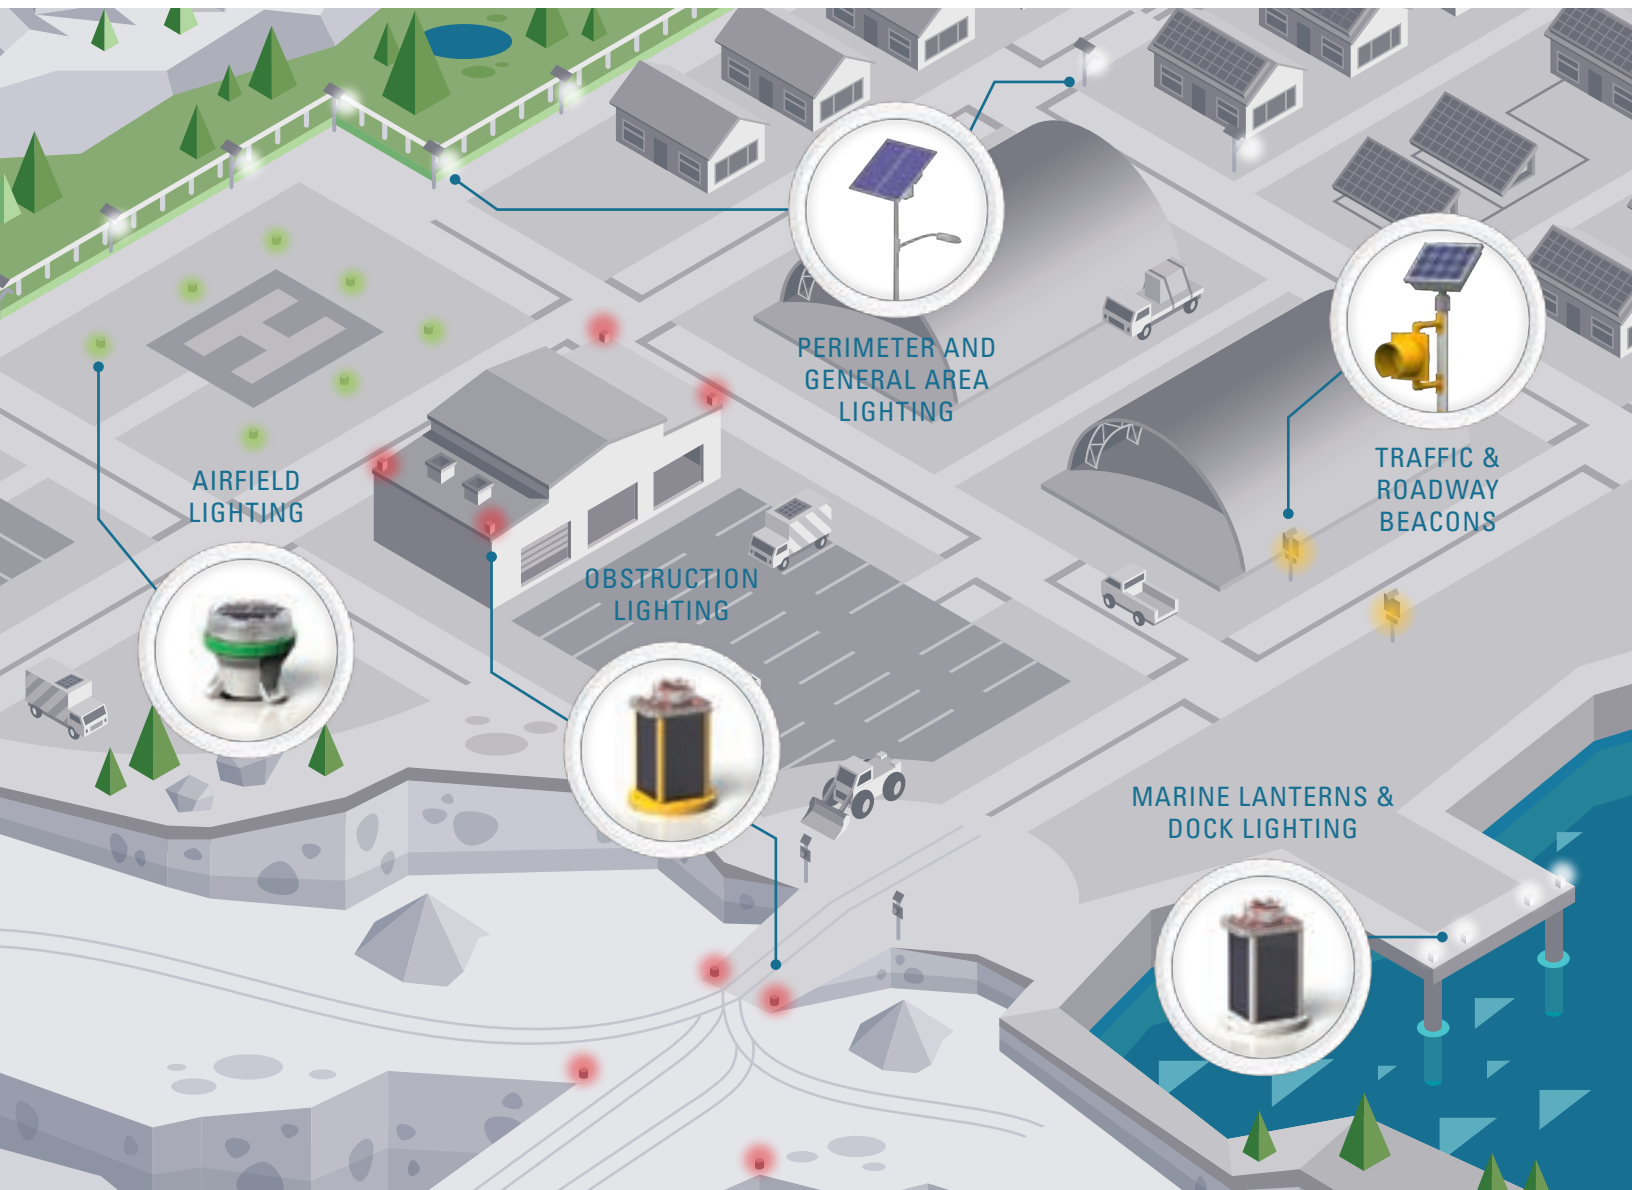 PERIMETER AND
GENERAL AREA
LIGHTING
TRAFFIC &
ROADWAY
BEACONS
AIRFIELD
LIGHTING
OBSTRUCTION
LIGHTING
MARINE LANTERNS &
DOCK LIGHTING